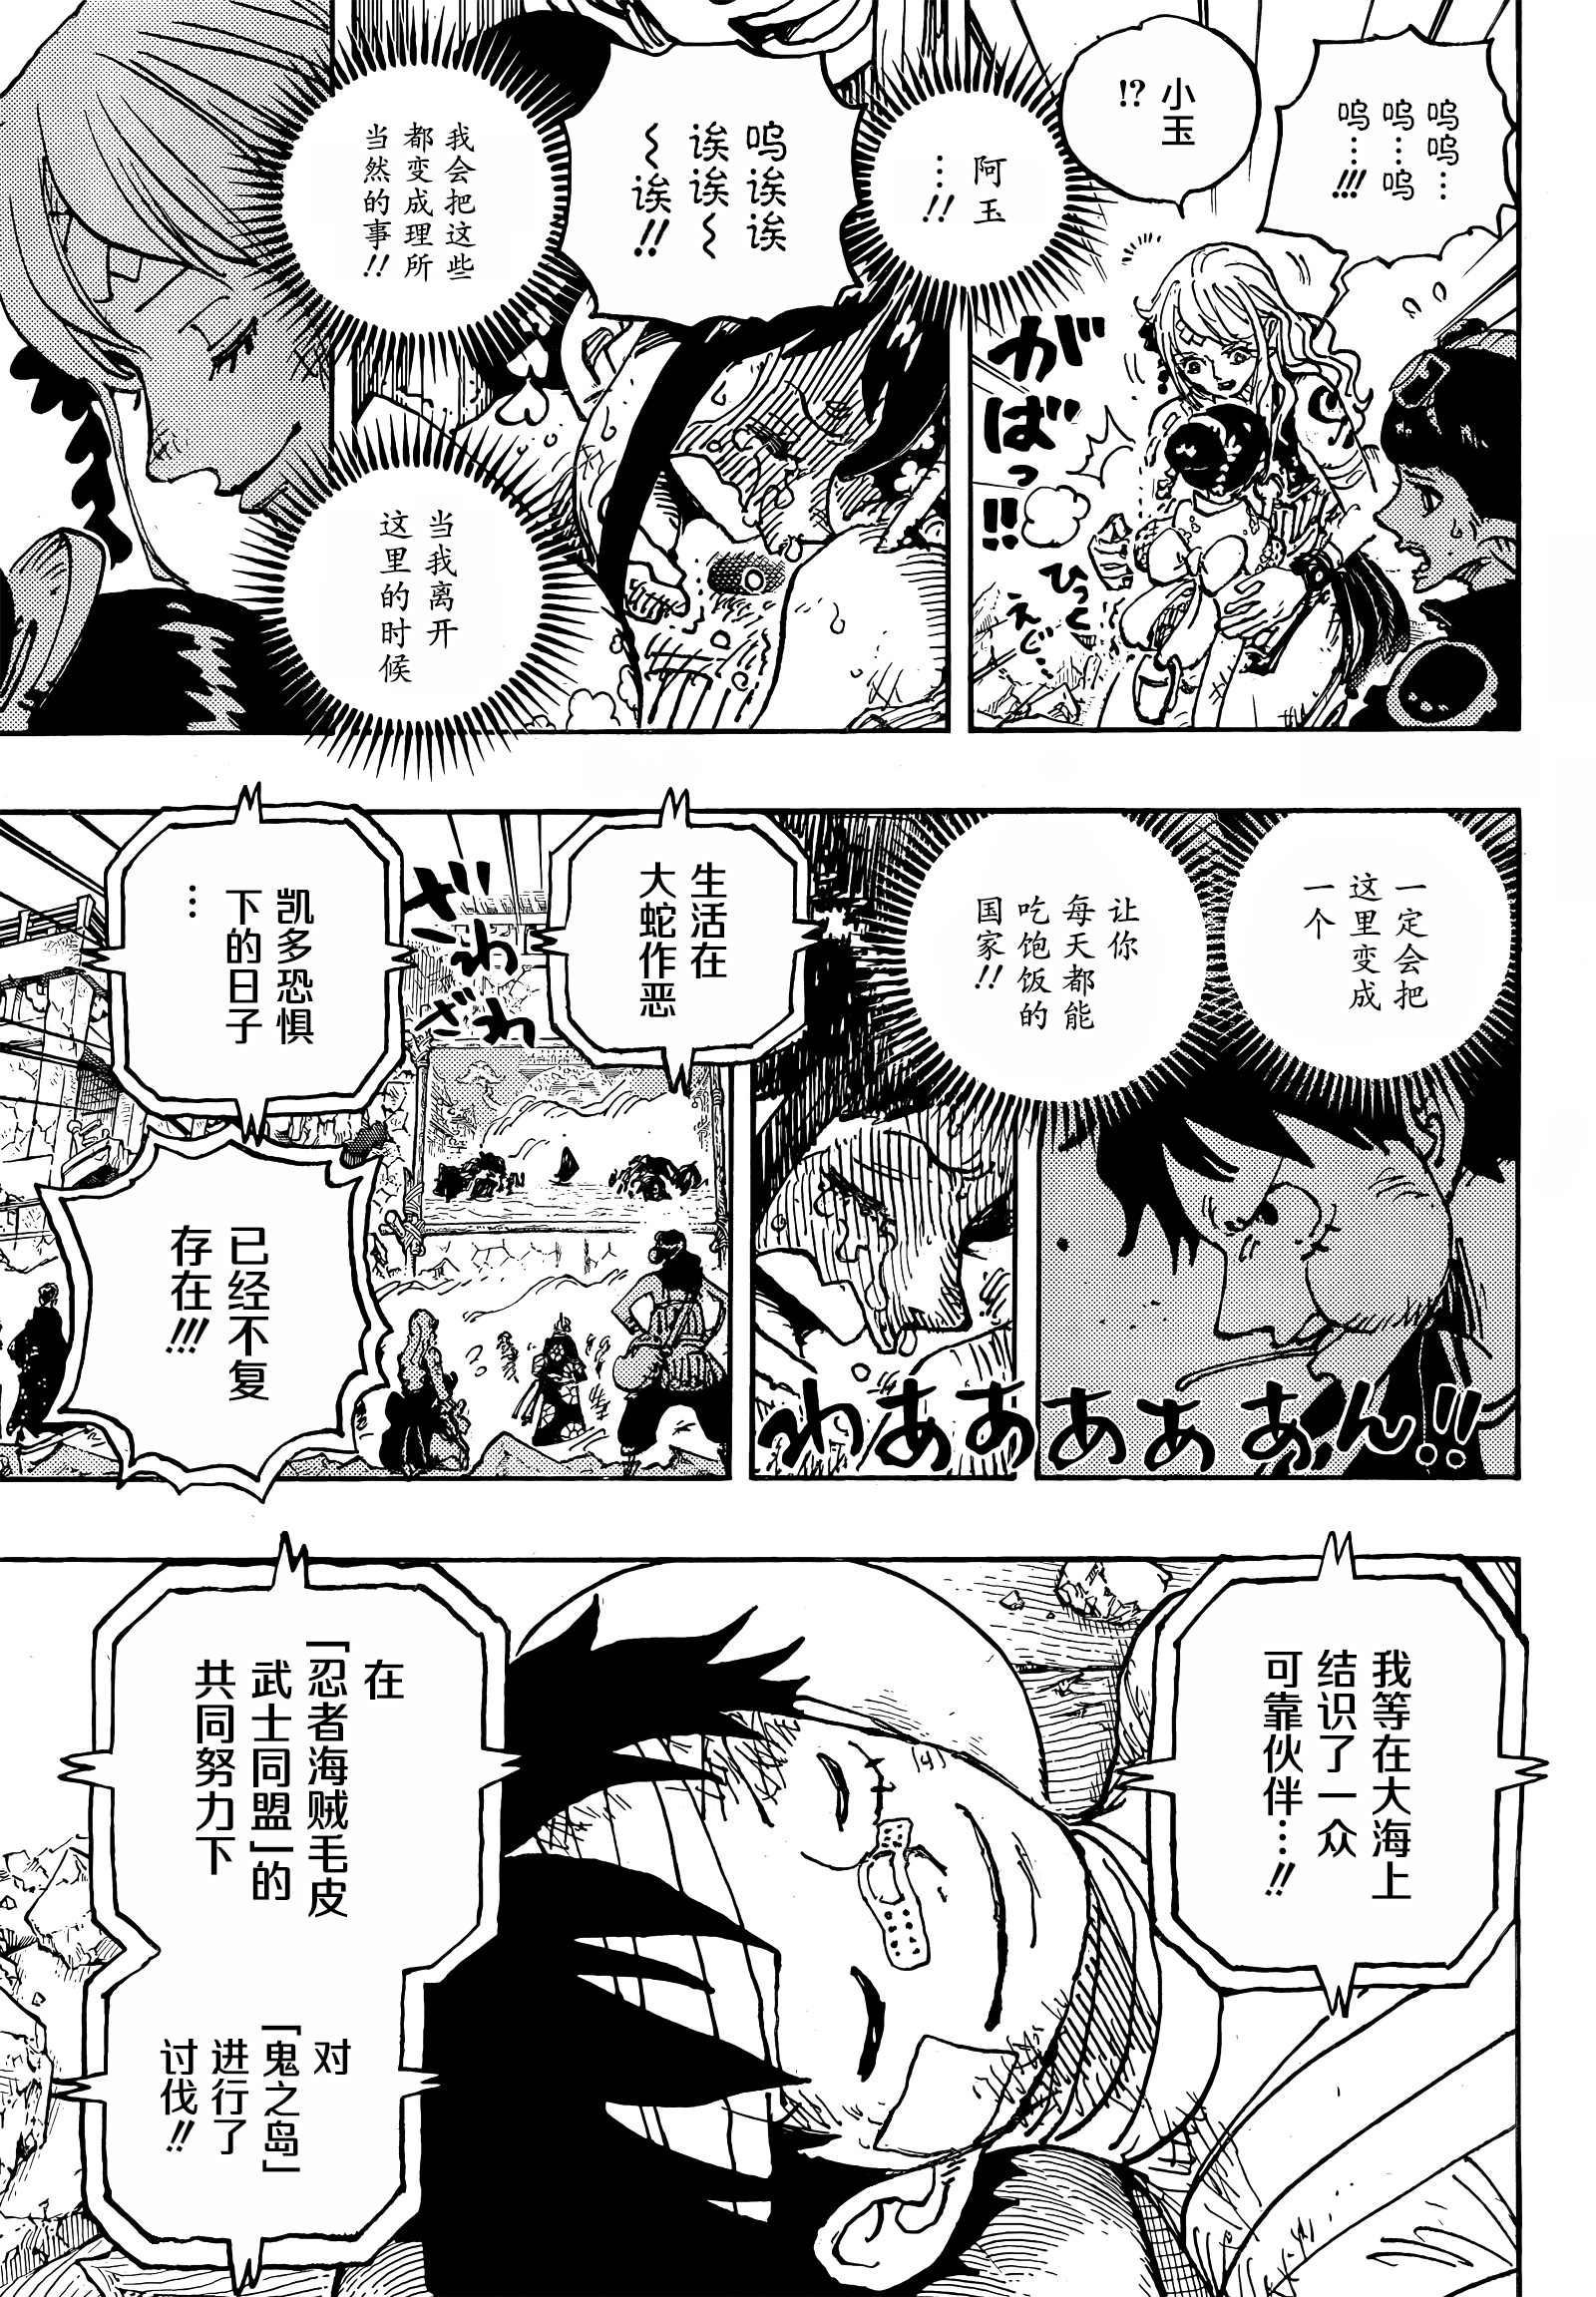 呜呜…
呜…呜
呜…!!!
小玉
!?
阿玉
…!!
呜诶诶
诶诶～
～诶!!
我会把这些
都变成理所
当然的事!!
がばっ!!
ひっく
えぐ…
当我离开
这里的时候
一定会把
这里变成
一个
让你
每天都能
吃饱饭的
国家!!
わああああああん!!
生活在
大蛇作恶
ざわ
ざわ
凯多恐惧
下的日子
…
已经不复
存在!!!
我等在大海上
结识了一众
可靠伙伴…!!
在
「忍者海贼毛皮
武士同盟」的
共同努力下
对
「鬼之岛」
进行了
讨伐!!